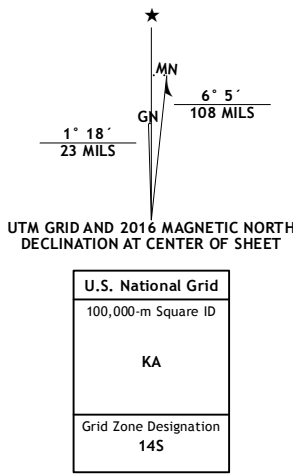 ★
MN
GN
6° 5´
108 MILS
1° 18´
23 MILS
UTM GRID AND 2016 MAGNETIC NORTH
DECLINATION AT CENTER OF SHEET
U.S. National Grid
100,000-m Square ID
KA
Grid Zone Designation
14S